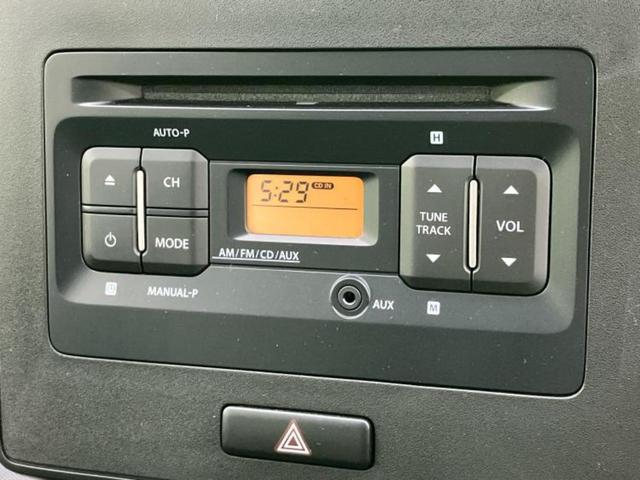 AUTO-P
H
CH
MODE
5:29 CD IN
TUNE
TRACK
VOL
AM/FM/CD/AUX
MANUAL-P
AUX
M